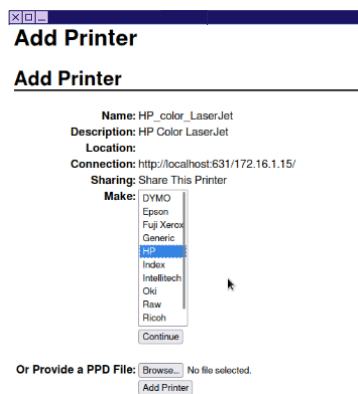 Add Printer
Add Printer
Name: HP_color_LaserJet
Description: HP Color LaserJet
Location:
Connection: http://localhost:631/172.16.1.15/
Sharing: Share This Printer
Make:
DYMO
Epson
Fuji Xerox
Generic
HP
Index
Intellitech
Oki
Raw
Ricoh
Continue
Or Provide a PPD File: Browse... No file selected.
Add Printer